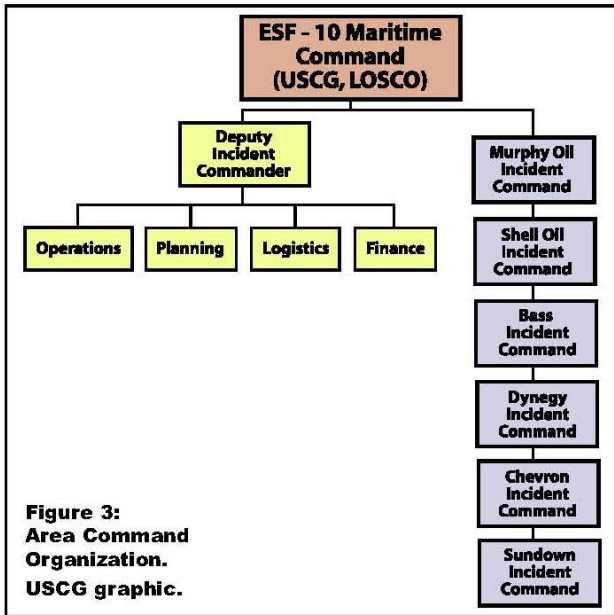 ESF - 10 Maritime
Command
(USCG, LOSCO)
Deputy
Incident
Commander
Operations
Planning
Logistics
Finance
Murphy Oil
Incident
Command
Shell Oil
Incident
Command
Bass
Incident
Command
Dynegy
Incident
Command
Chevron
Incident
Command
Sundown
Incident
Command
Figure 3:
Area Command
Organization.
USCG graphic.